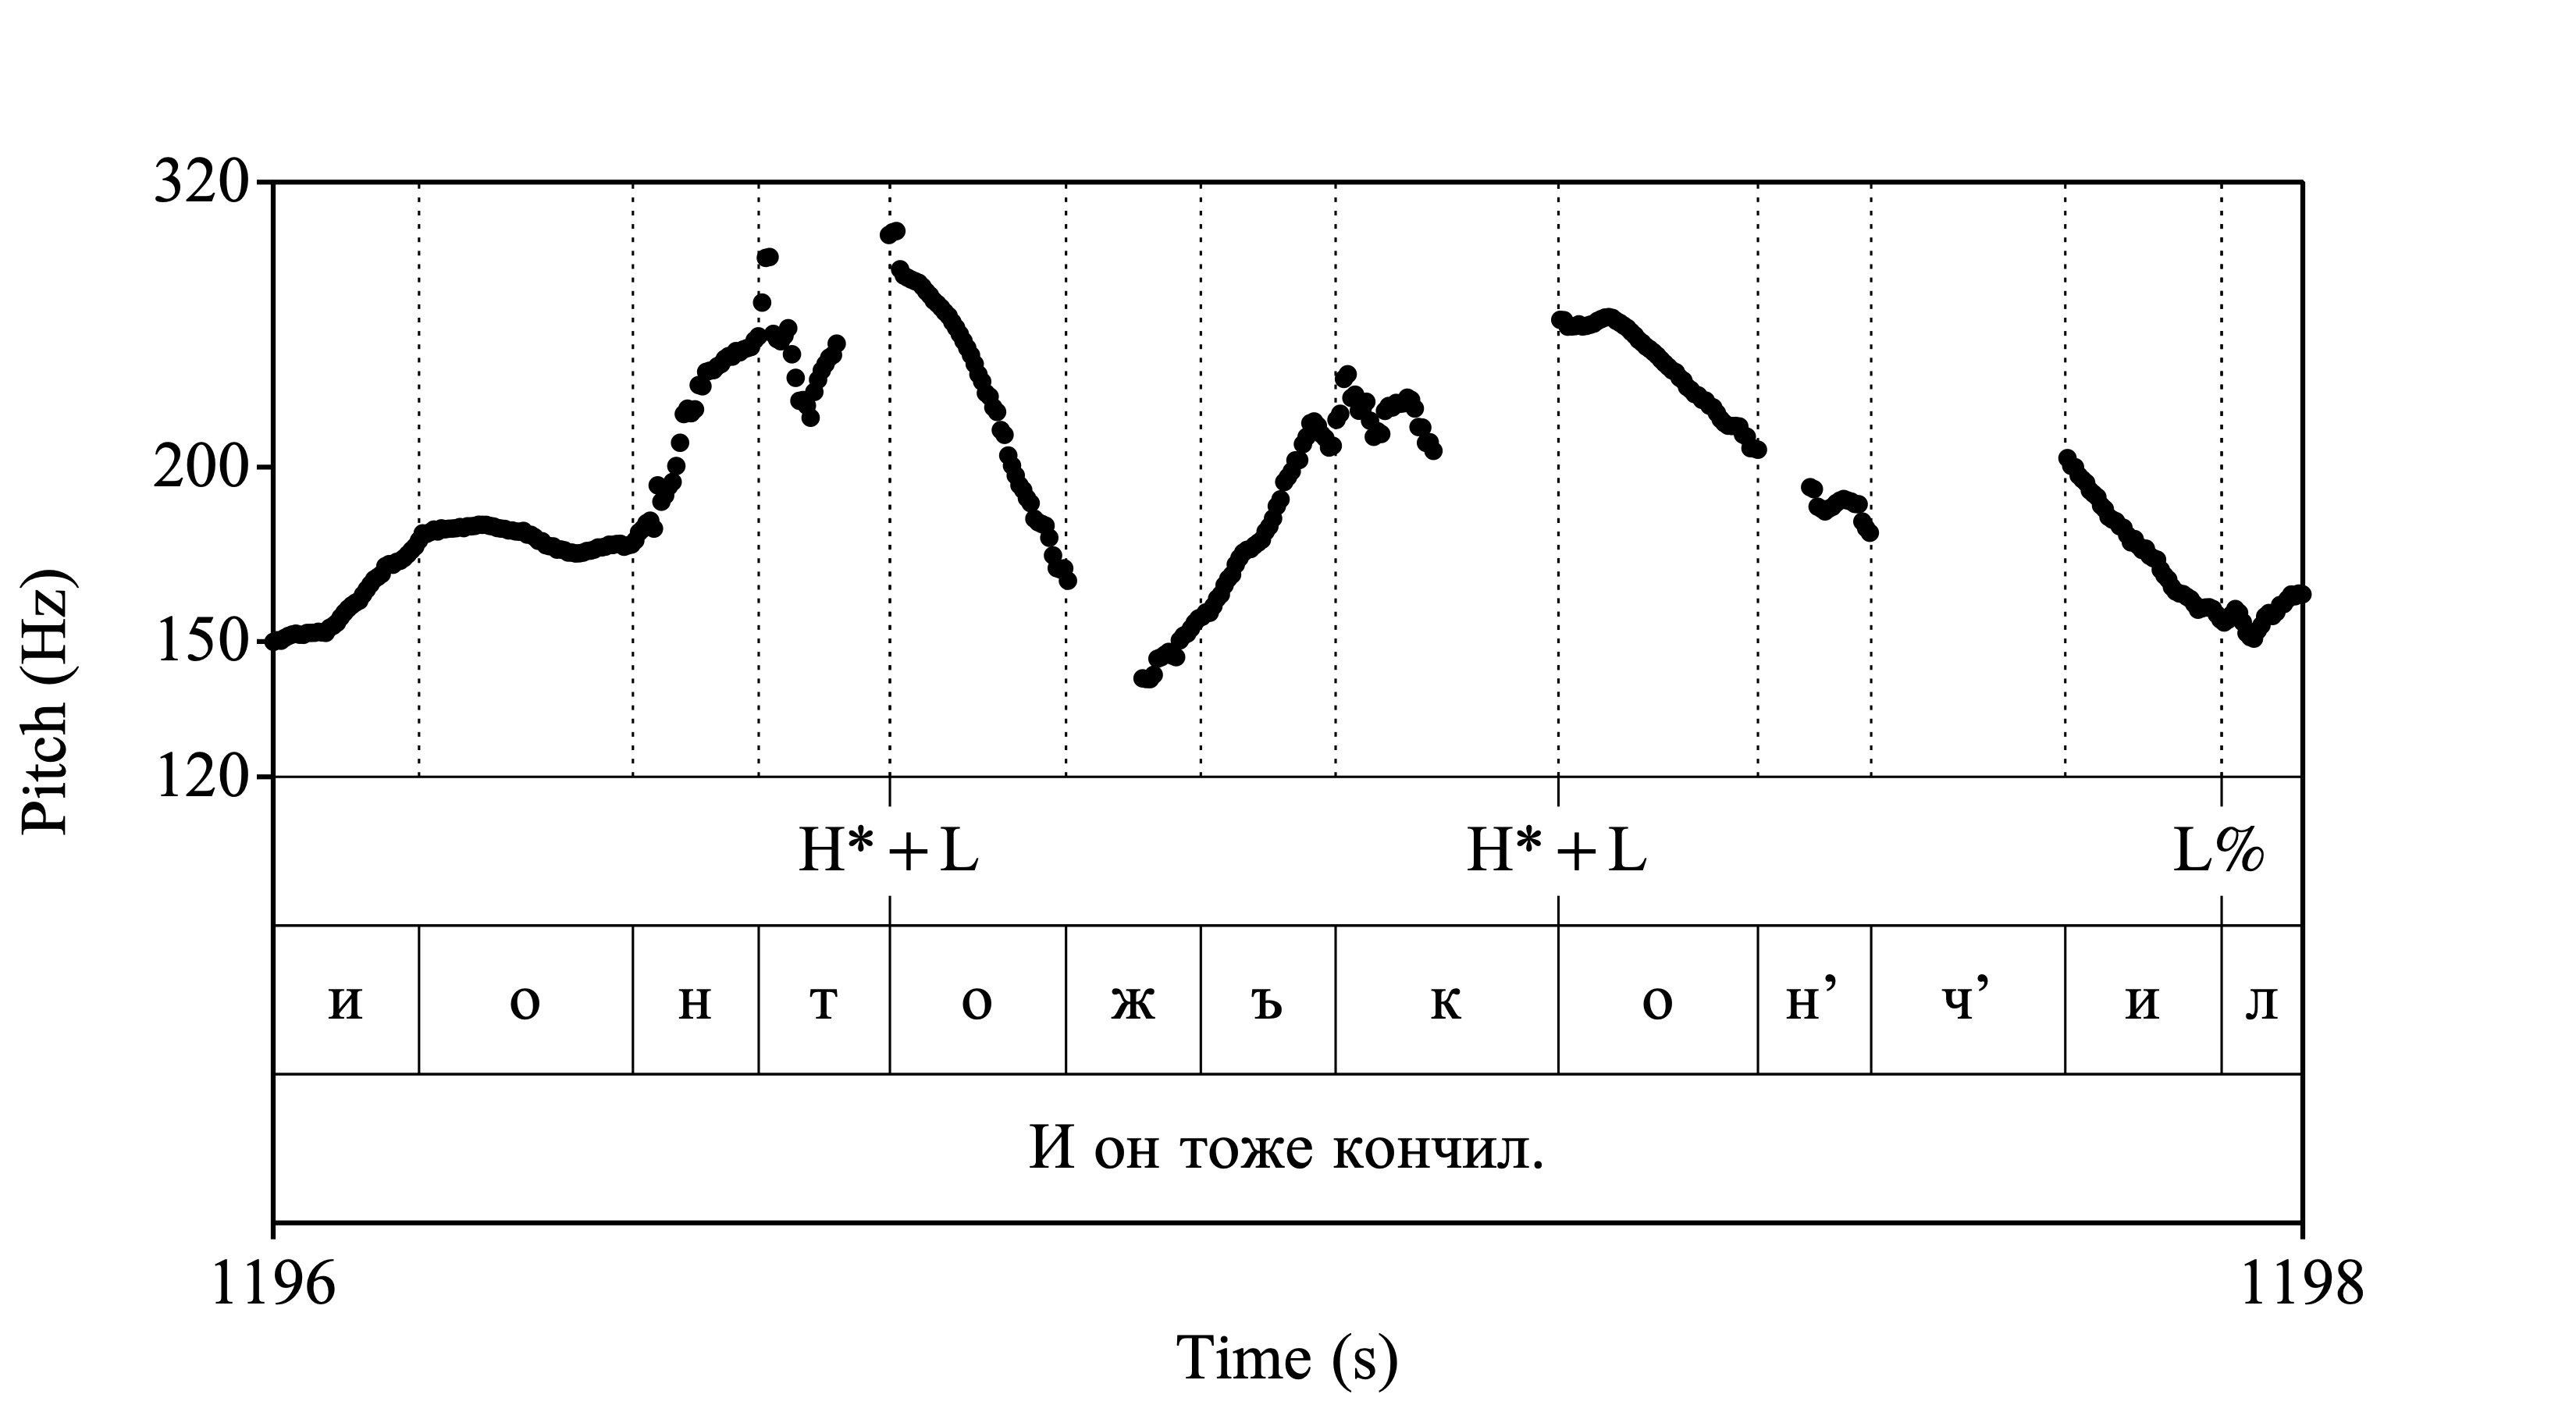 320
200
150
120
Pitch (Hz)
H* + L H* + L L%
и о н т о ж ъ к о н’ ч’ и л
И он тоже кончил.
1196 1198
Time (s)